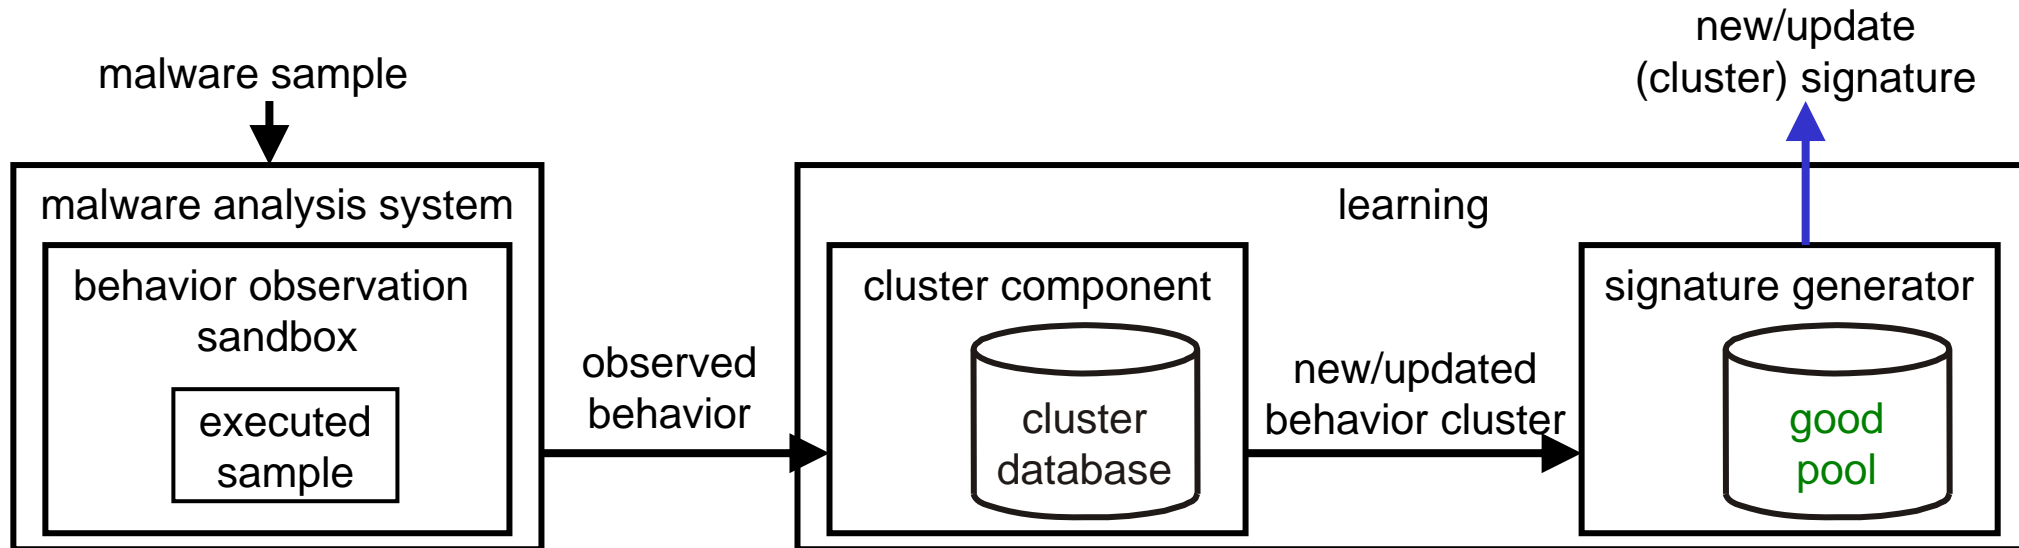 malware sample
malware analysis system
behavior observation
sandbox
executed
sample
observed
behavior
learning
cluster component
cluster
database
new/updated
behavior cluster
signature generator
good
pool
new/update
(cluster) signature